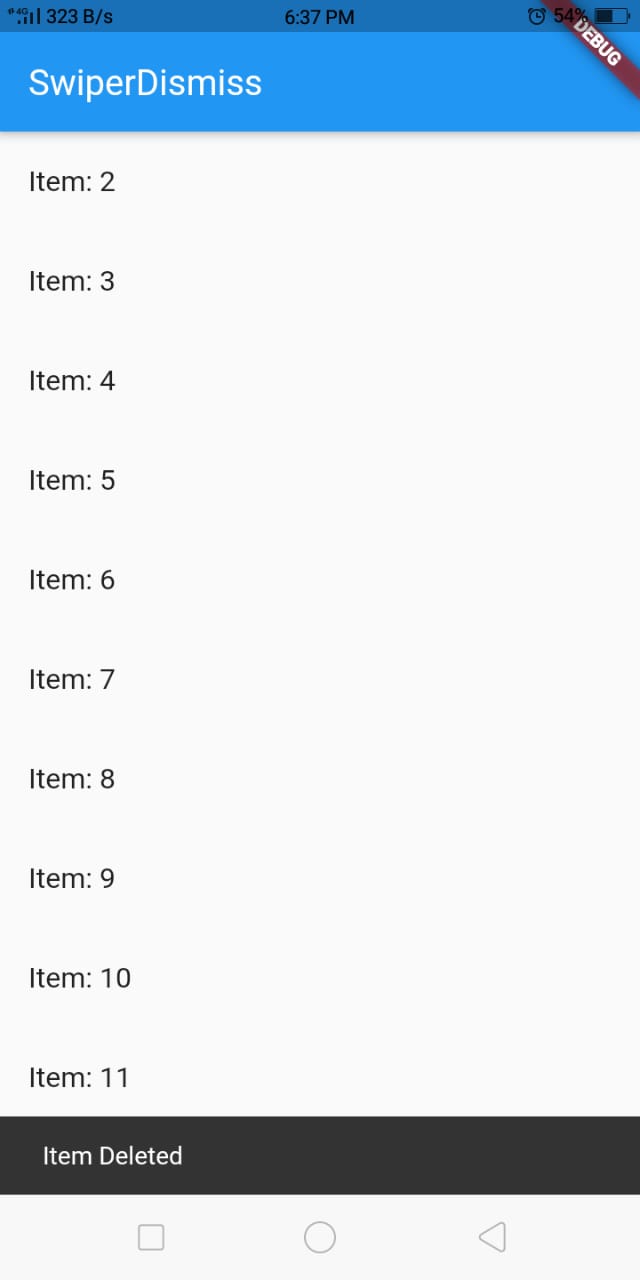 4G 323 B/s 6:37 PM 54%
DEBUG
SwiperDismiss
Item: 2
Item: 3
Item: 4
Item: 5
Item: 6
Item: 7
Item: 8
Item: 9
Item: 10
Item: 11
Item Deleted